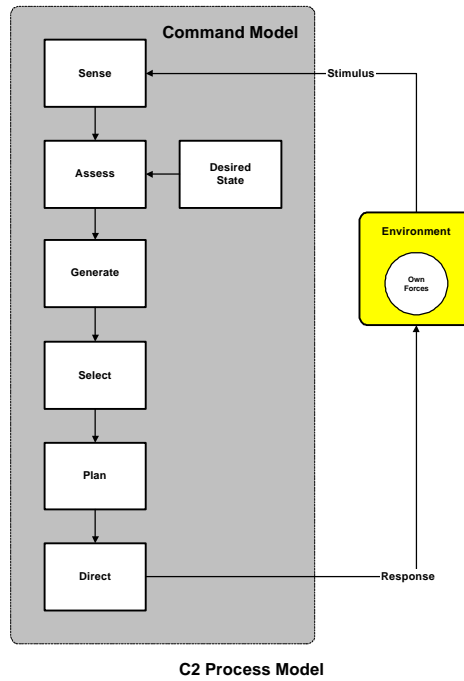 Command Model
Sense
Stimulus
Assess
Desired
State
Environment
Own
Forces
Generate
Select
Plan
Direct
Response
C2 Process Model